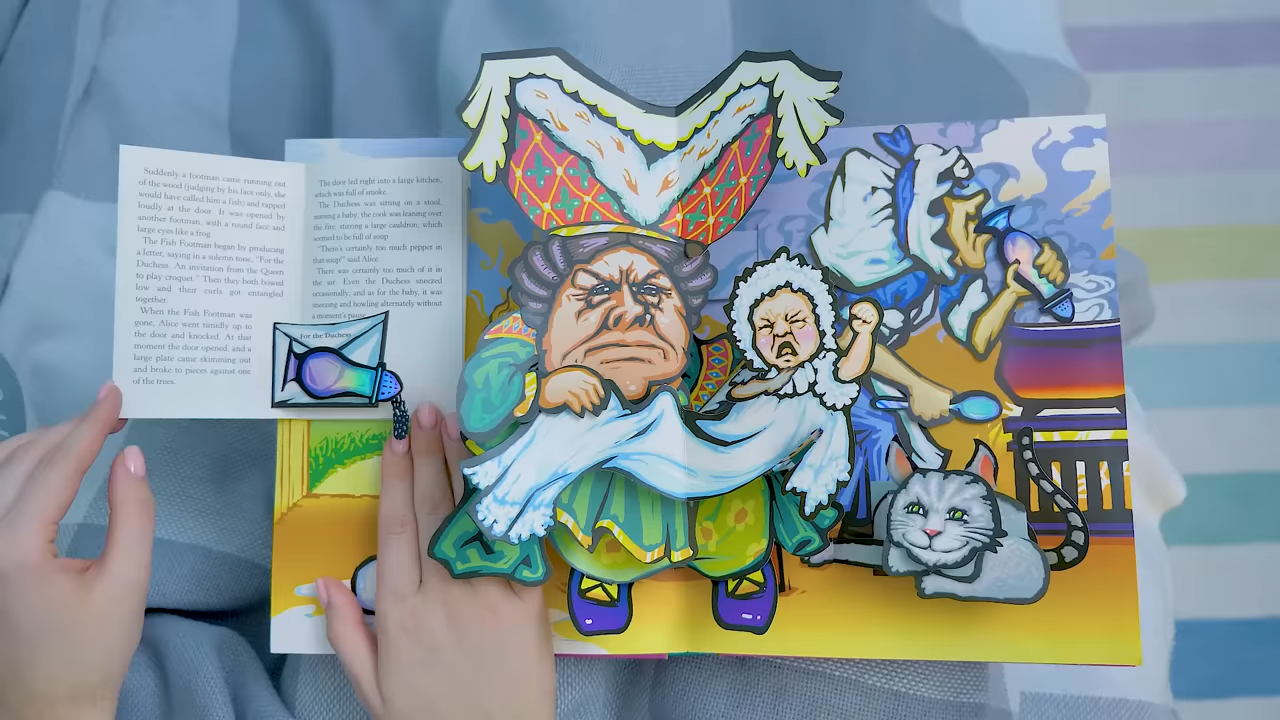 Suddenly, a footman came running out
of the wood (judging by his face only, she
would have called him a fish) and rapped
loudly at the door. It was opened by
another footman, with a round face and
large eyes like a frog.
The Fish Footman began by producing
a letter, saying in a solemn tone, "For the
Duchess. An invitation from the Queen
to play croquet." Then they both bowed
low and their curls got entangled
together.
When the Fish Footman was
gone, Alice went timidly up to
the door and knocked. At that
moment the door opened, and a
large plate came skimming out
and broke to pieces against one
of the trees.
The door led right into a large kitchen,
which was full of smoke.
The Duchess was sitting on a stool,
nursing a baby, the cook was leaning over
the fire, stirring a large cauldron, which
seemed to be full of soup.
"There's certainly too much pepper in
that soup!" said Alice.
There was certainly too much of it in
the air. Even the Duchess sneezed
occasionally, and as for the baby, it was
sneezing and howling alternately without
a moment's pause.
For the Duchess